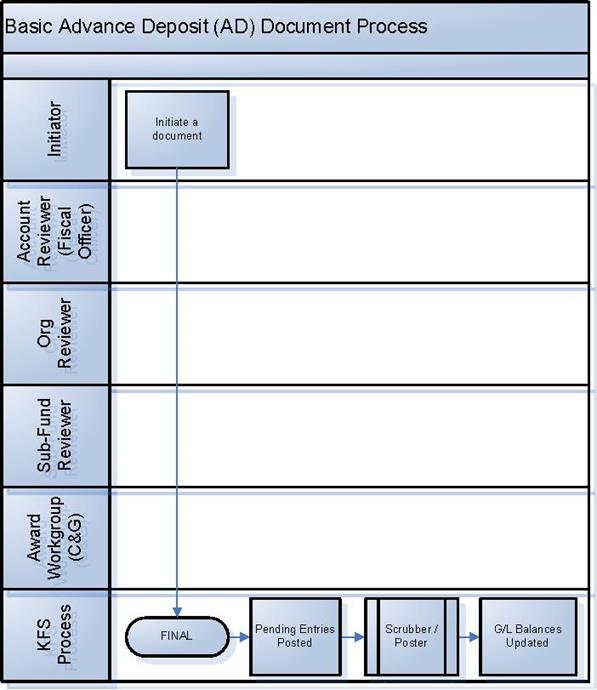 Basic Advance Deposit (AD) Document Process
Initiator
Initiate a
document
Account
Reviewer
(Fiscal
Officer)
Org
Reviewer
Sub-Fund
Reviewer
Award
Workgroup
(C&G)
KFS
Process
FINAL
Pending Entries
Posted
Scrubber /
Poster
G/L Balances
Updated